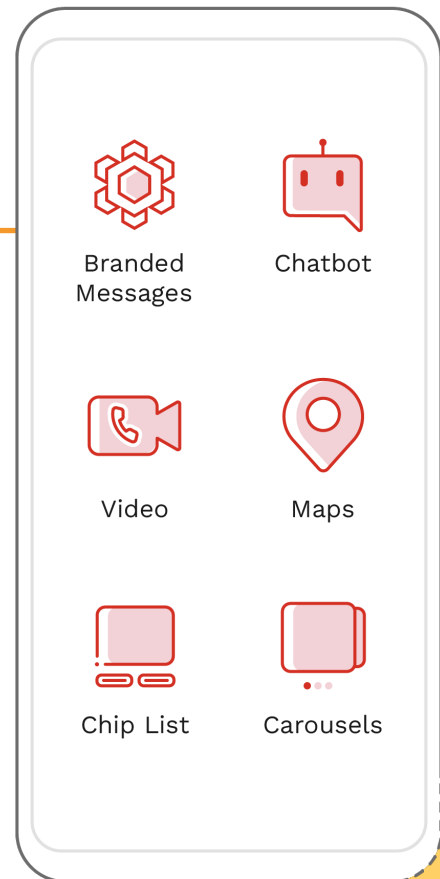 Branded
Messages
Chatbot
Video
Maps
Chip List
Carousels